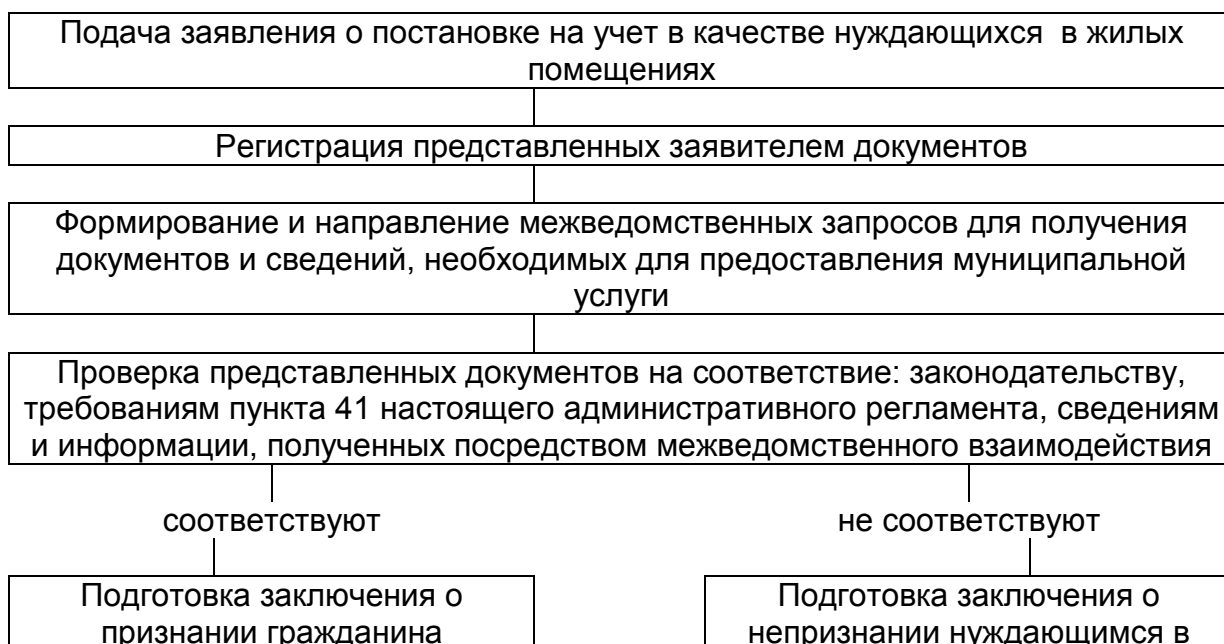 Подача заявления о постановке на учет в качестве нуждающихся  в жилых
помещениях
Регистрация представленных заявителем документов
Формирование и направление межведомственных запросов для получения
документов и сведений, необходимых для предоставления муниципальной
услуги
Проверка представленных документов на соответствие: законодательству,
требованиям пункта 41 настоящего административного регламента, сведениям
и информации, полученных посредством межведомственного взаимодействия
соответствуют
не соответствуют
Подготовка заключения о
признании гражданина
Подготовка заключения о
непризнании нуждающимся в